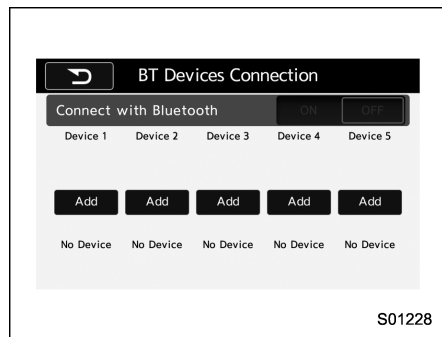 BT Devices Connection
Connect with Bluetooth ON OFF
Device 1 Device 2 Device 3 Device 4 Device 5
Add Add Add Add Add
No Device No Device No Device No Device No Device
S01228